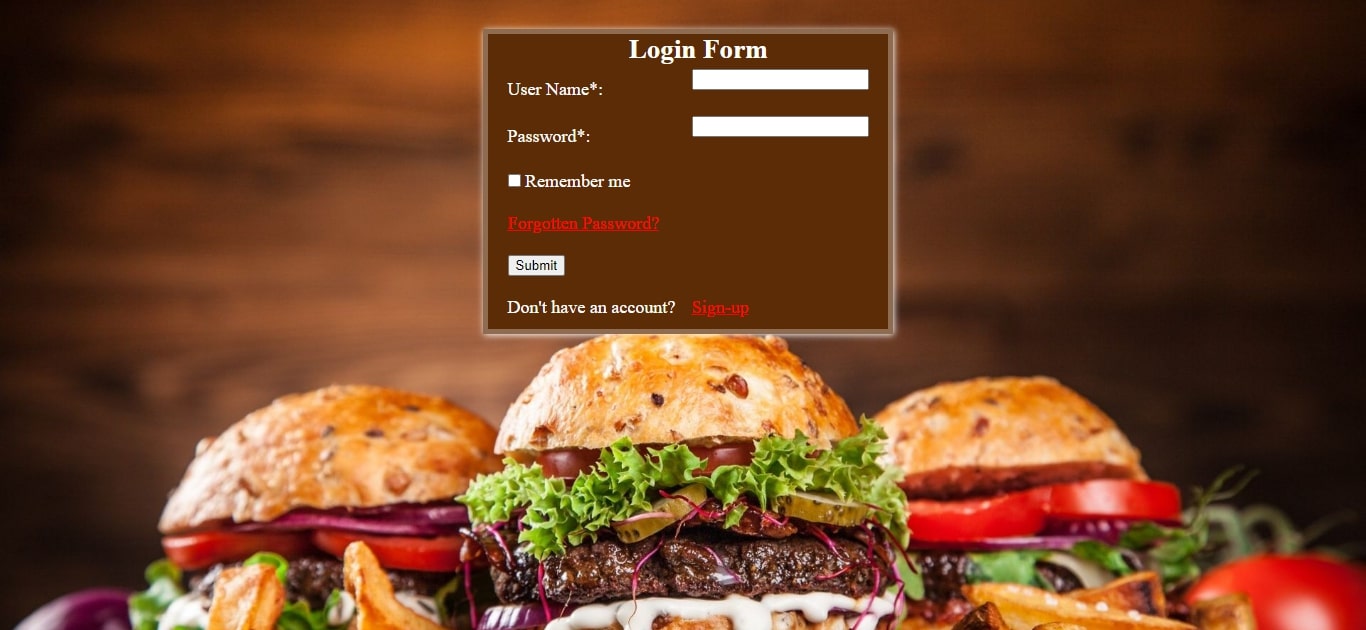 Login Form
User Name*:
Password*:
Remember me
Forgotten Password?
Submit
Don't have an account? Sign-up